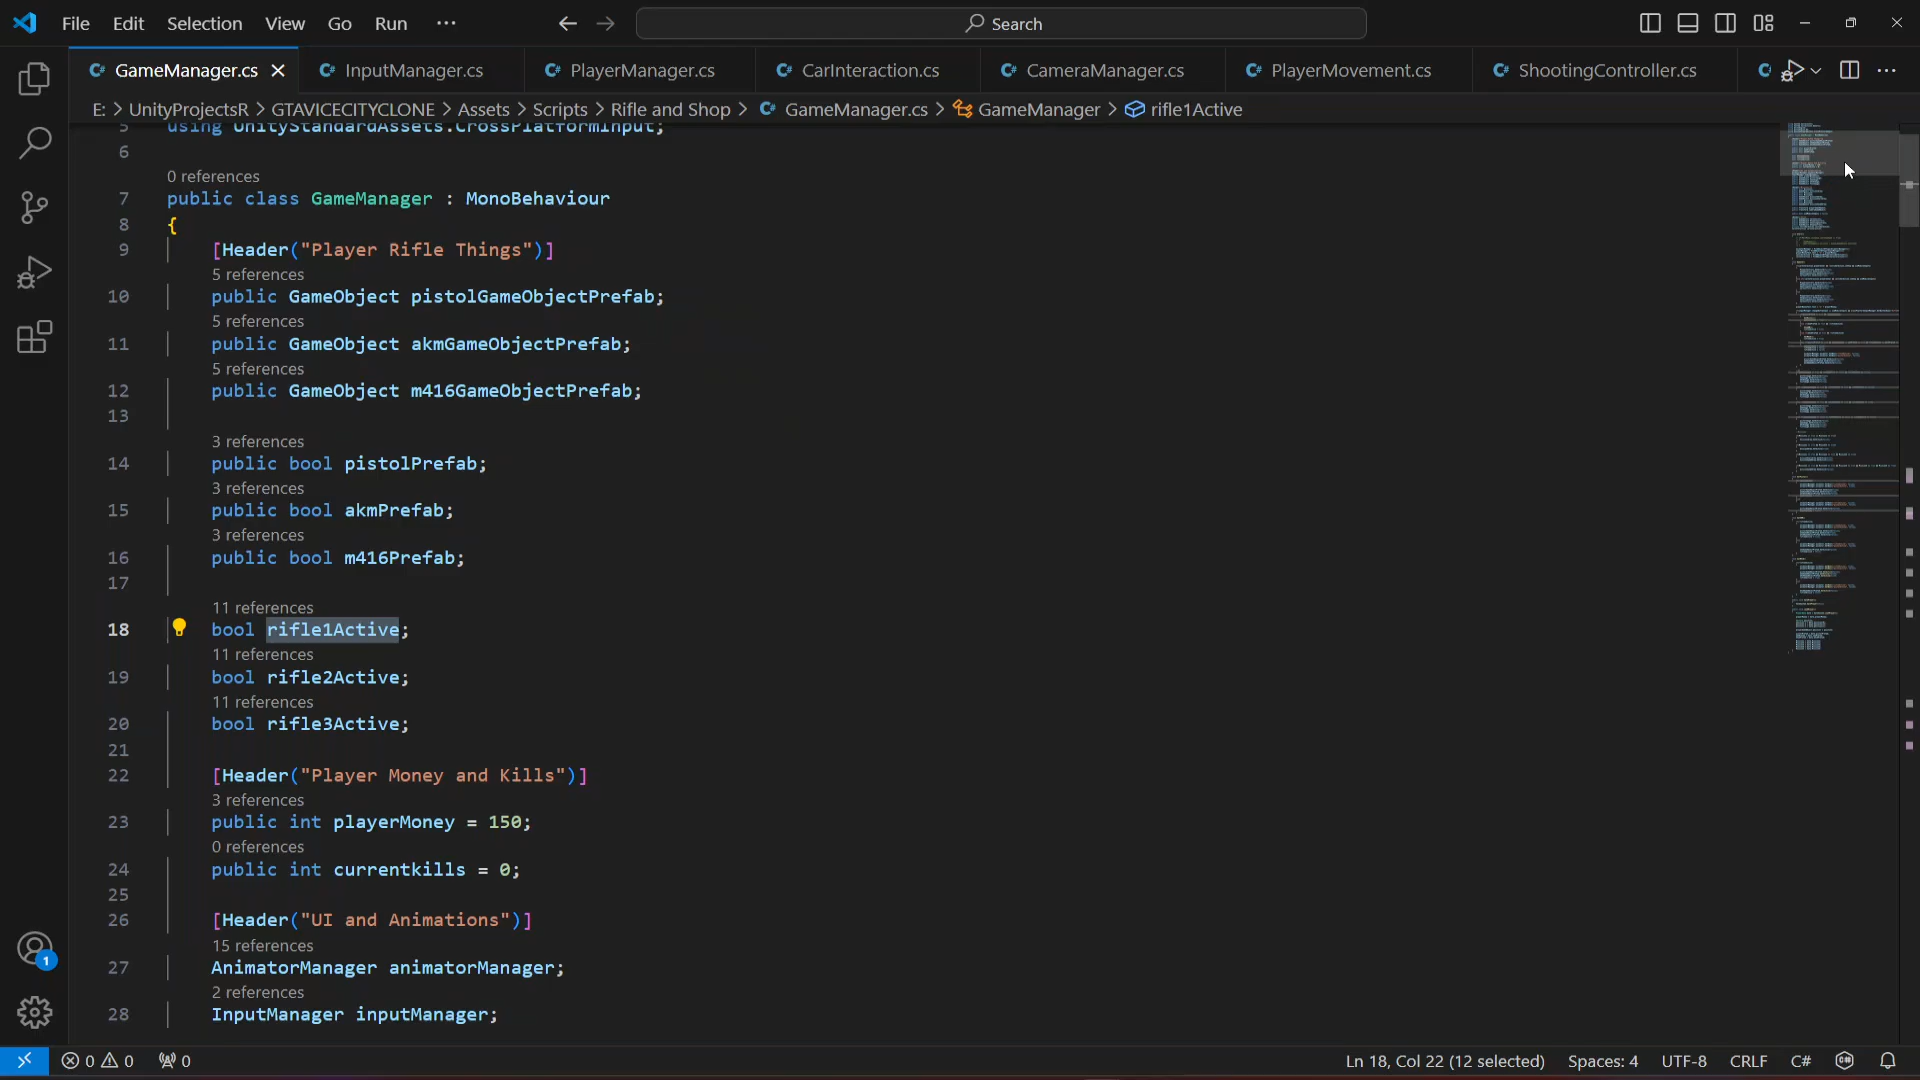 File Edit Selection View Go Run ···
Search
GameManager.cs InputManager.cs PlayerManager.cs CarInteraction.cs CameraManager.cs PlayerMovement.cs ShootingController.cs
E: > UnityProjectsR > GTAVICECITYCLONE > Assets > Scripts > Rifle and Shop > GameManager.cs > GameManager > rifle1Active
5 using UnityStandardAssets.CrossPlatformInput;
6
0 references
7 public class GameManager : MonoBehaviour
8 {
9 [Header("Player Rifle Things")]
5 references
10 public GameObject pistolGameObjectPrefab;
5 references
11 public GameObject akmGameObjectPrefab;
5 references
12 public GameObject m416GameObjectPrefab;
13
3 references
14 public bool pistolPrefab;
3 references
15 public bool akmPrefab;
3 references
16 public bool m416Prefab;
17
11 references
18 bool rifle1Active;
11 references
19 bool rifle2Active;
11 references
20 bool rifle3Active;
21
22 [Header("Player Money and Kills")]
3 references
23 public int playerMoney = 150;
0 references
24 public int currentkills = 0;
25
26 [Header("UI and Animations")]
15 references
27 AnimatorManager animatorManager;
2 references
28 InputManager inputManager;
1
0 0 0 Ln 18, Col 22 (12 selected) Spaces: 4 UTF-8 CRLF C#